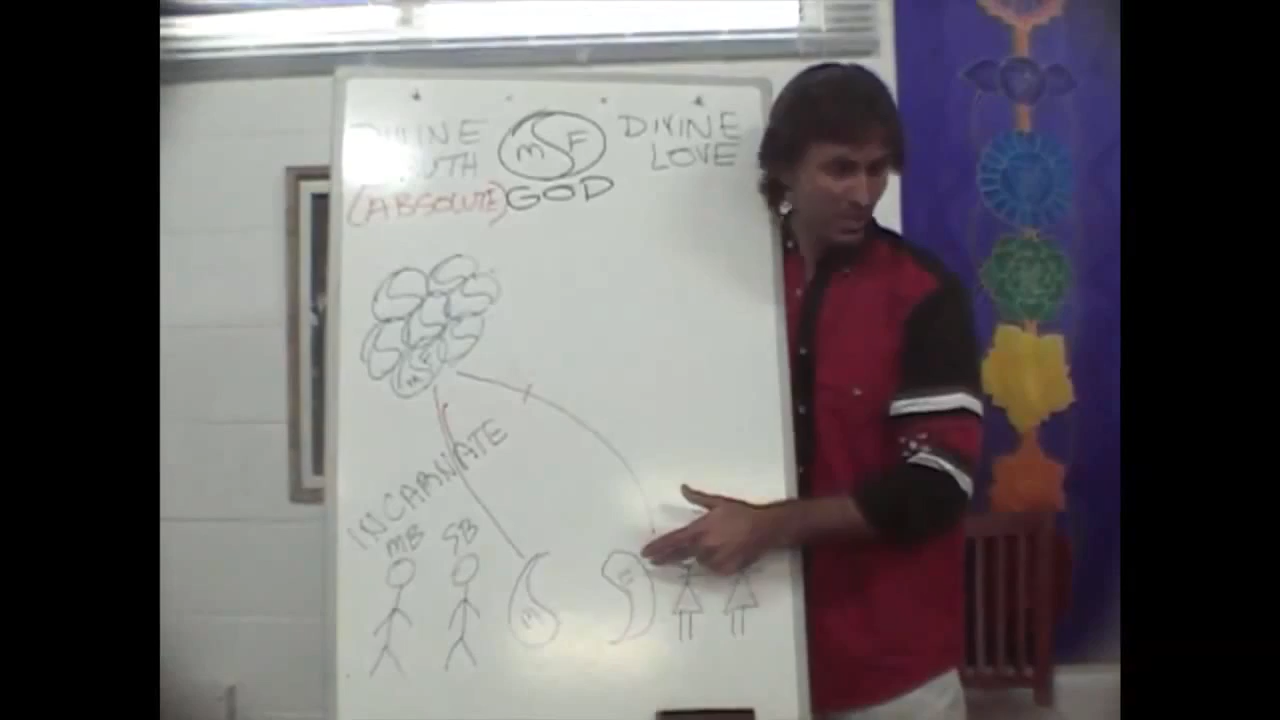 DIVINE
TRUTH
(ABSOLUTE)
M F
GOD
DIVINE
LOVE
M F
INCARNATE
MB SB
M F